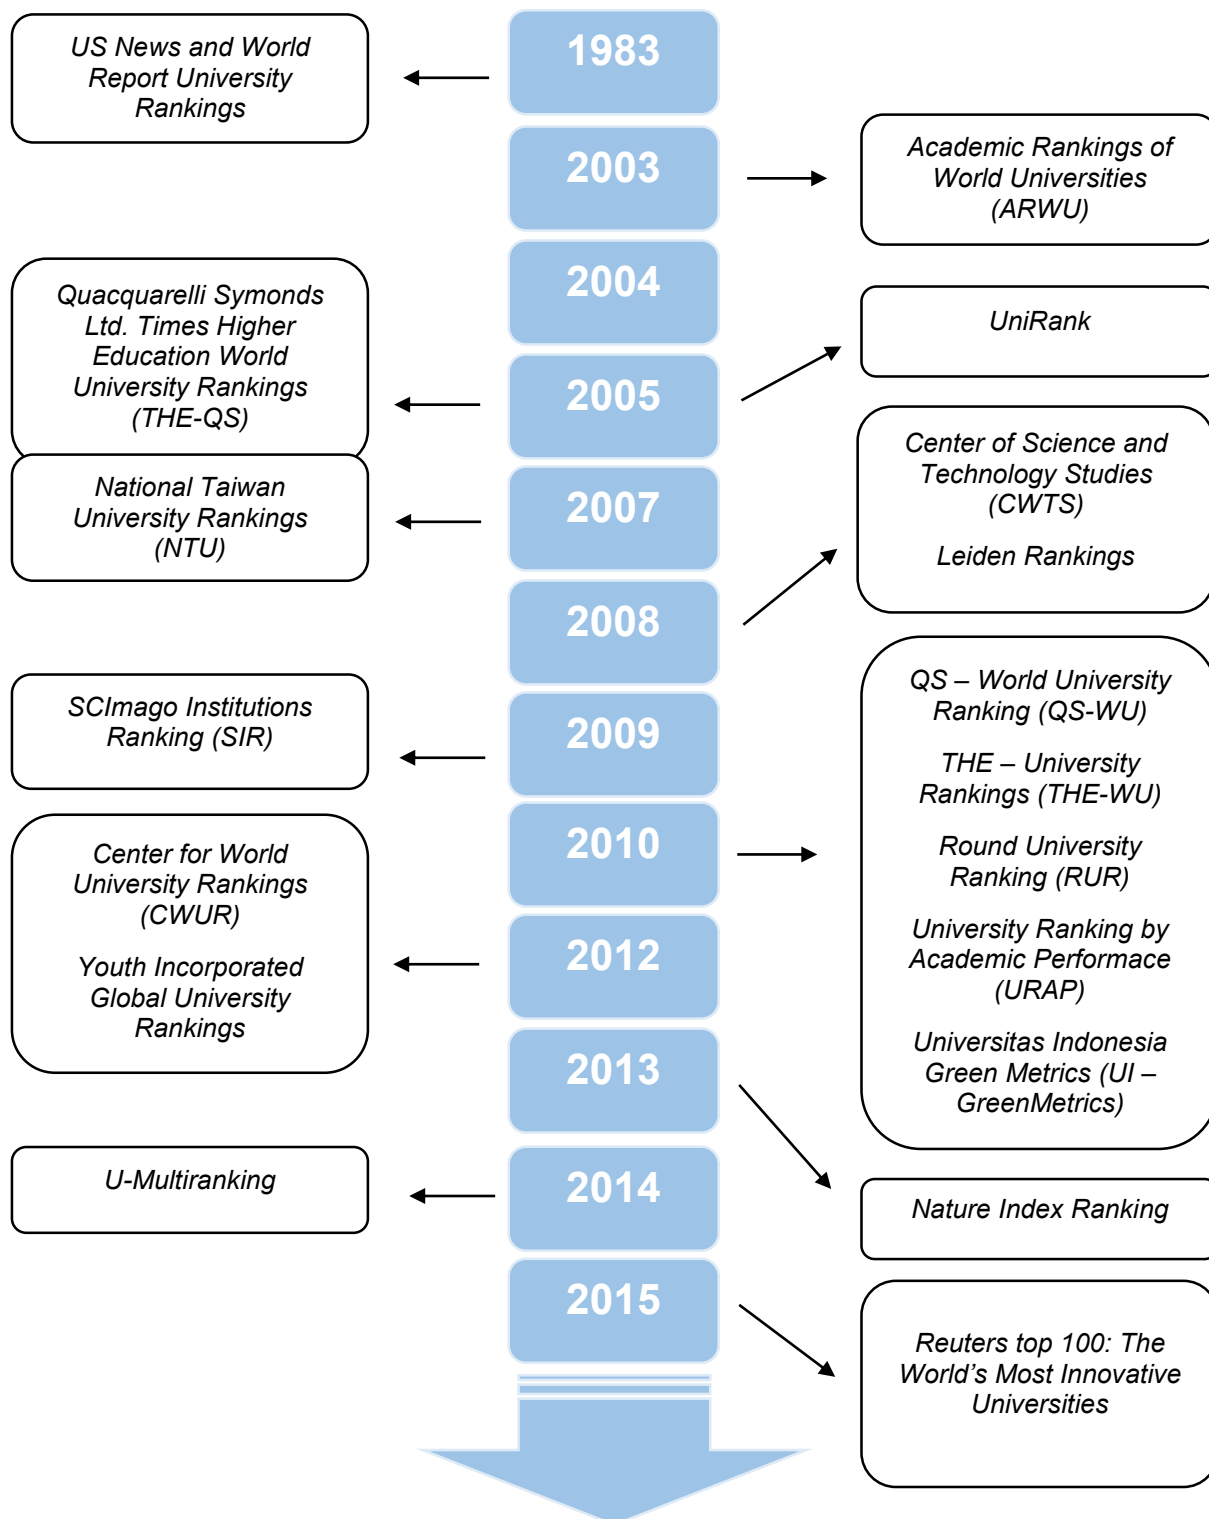 US News and World
Report University
Rankings
1983
2003
Academic Rankings of
World Universities
(ARWU)
2004
Quacquarelli Symonds
Ltd. Times Higher
Education World
University Rankings
(THE-QS)
UniRank
2005
National Taiwan
University Rankings
(NTU)
2007
Center of Science and
Technology Studies
(CWTS)
Leiden Rankings
2008
SCImago Institutions
Ranking (SIR)
2009
QS – World University
Ranking (QS-WU)
THE – University
Rankings (THE-WU)
Round University
Ranking (RUR)
University Ranking by
Academic Performace
(URAP)
Universitas Indonesia
Green Metrics (UI –
GreenMetrics)
2010
Center for World
University Rankings
(CWUR)
Youth Incorporated
Global University
Rankings
2012
2013
U-Multiranking
2014
Nature Index Ranking
2015
Reuters top 100: The
World’s Most Innovative
Universities